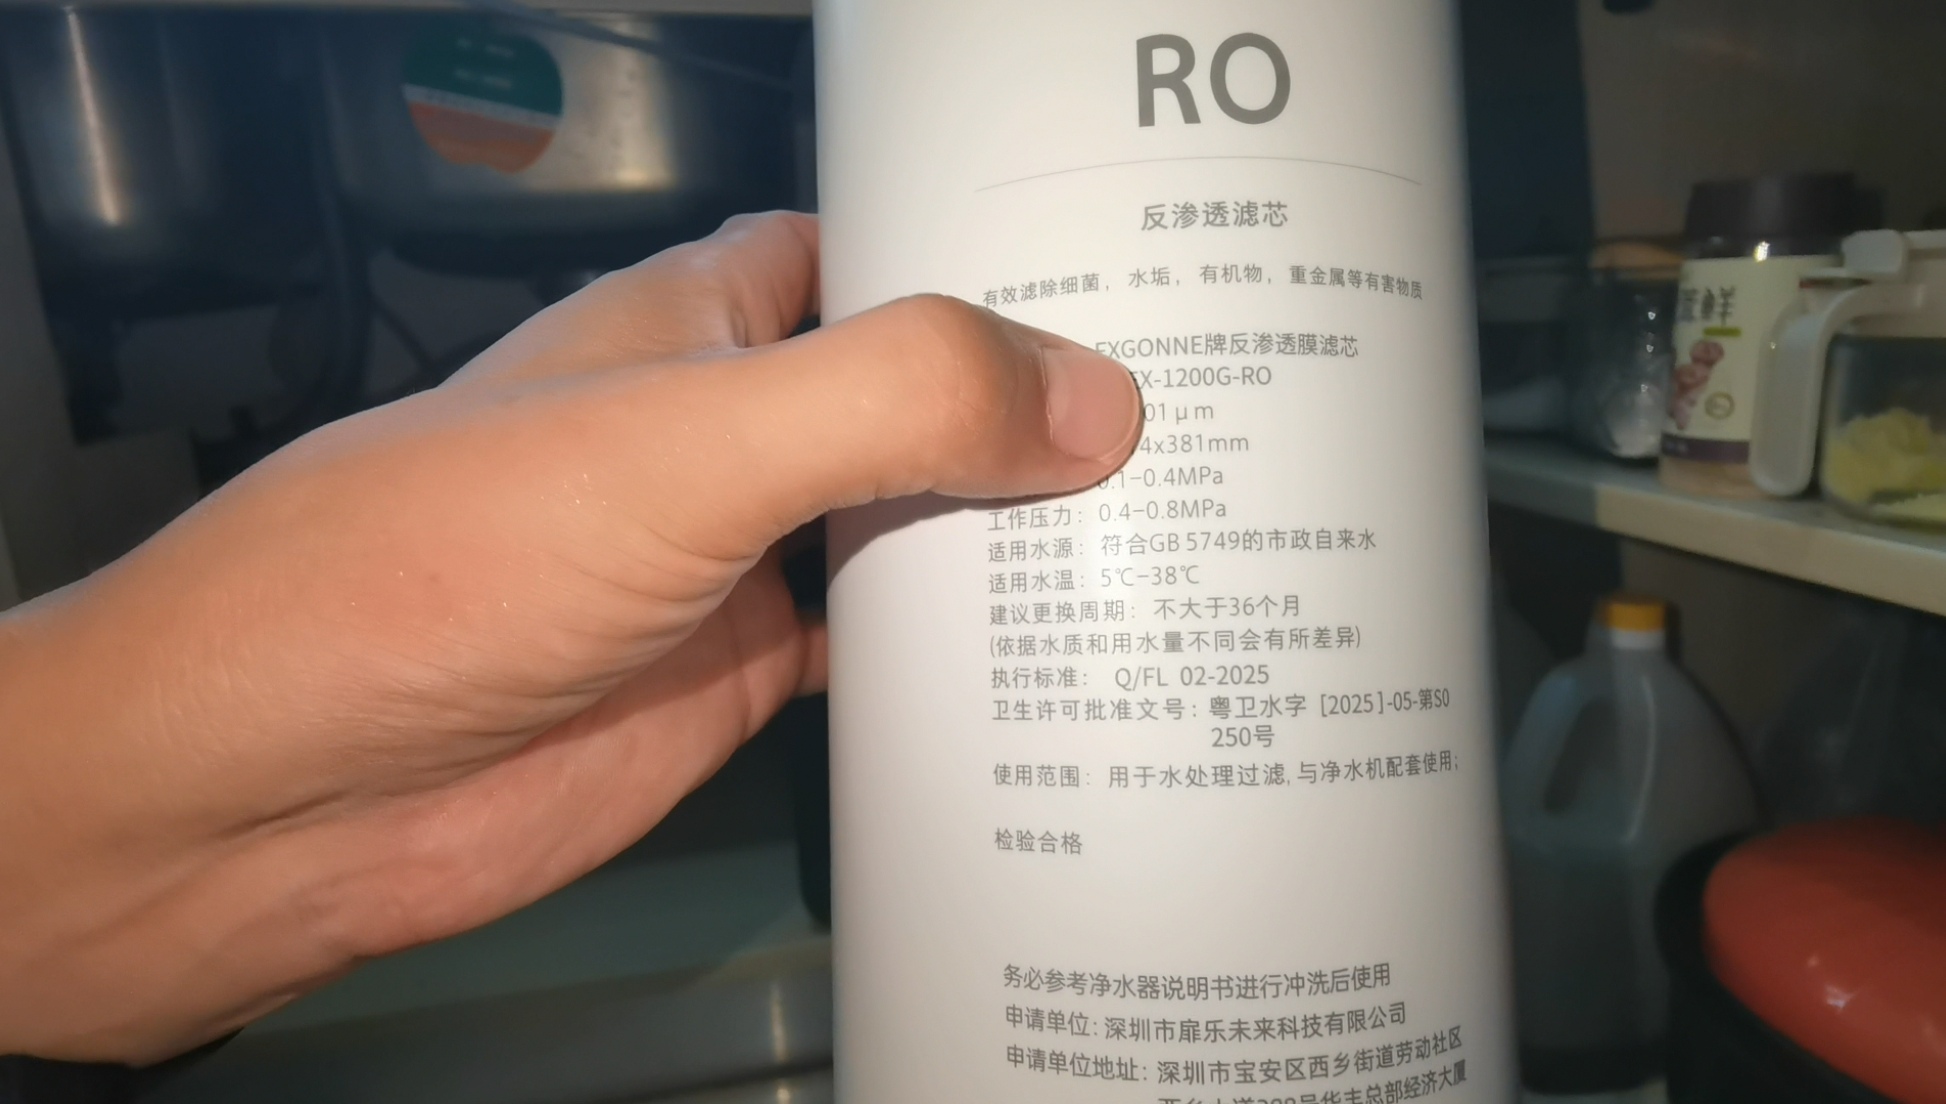 RO
反渗透滤芯
有效滤除细菌，水垢，有机物，重金属等有害物质
EXGONNE牌反渗透膜滤芯
EX-1200G-RO
01μm
4x381mm
0.1-0.4MPa
工作压力：0.4-0.8MPa
适用水源：符合GB 5749的市政自来水
适用水温：5℃-38℃
建议更换周期：不大于36个月
(依据水质和用水量不同会有所差异)
执行标准： Q/FL 02-2025
卫生许可批准文号：粤卫水字 [2025]-05-第S0
250号
使用范围：用于水处理过滤,与净水机配套使用;
检验合格
务必参考净水器说明书进行冲洗后使用
申请单位：深圳市扉乐未来科技有限公司
申请单位地址：深圳市宝安区西乡街道劳动社区
华丰总部经济大厦
鲜